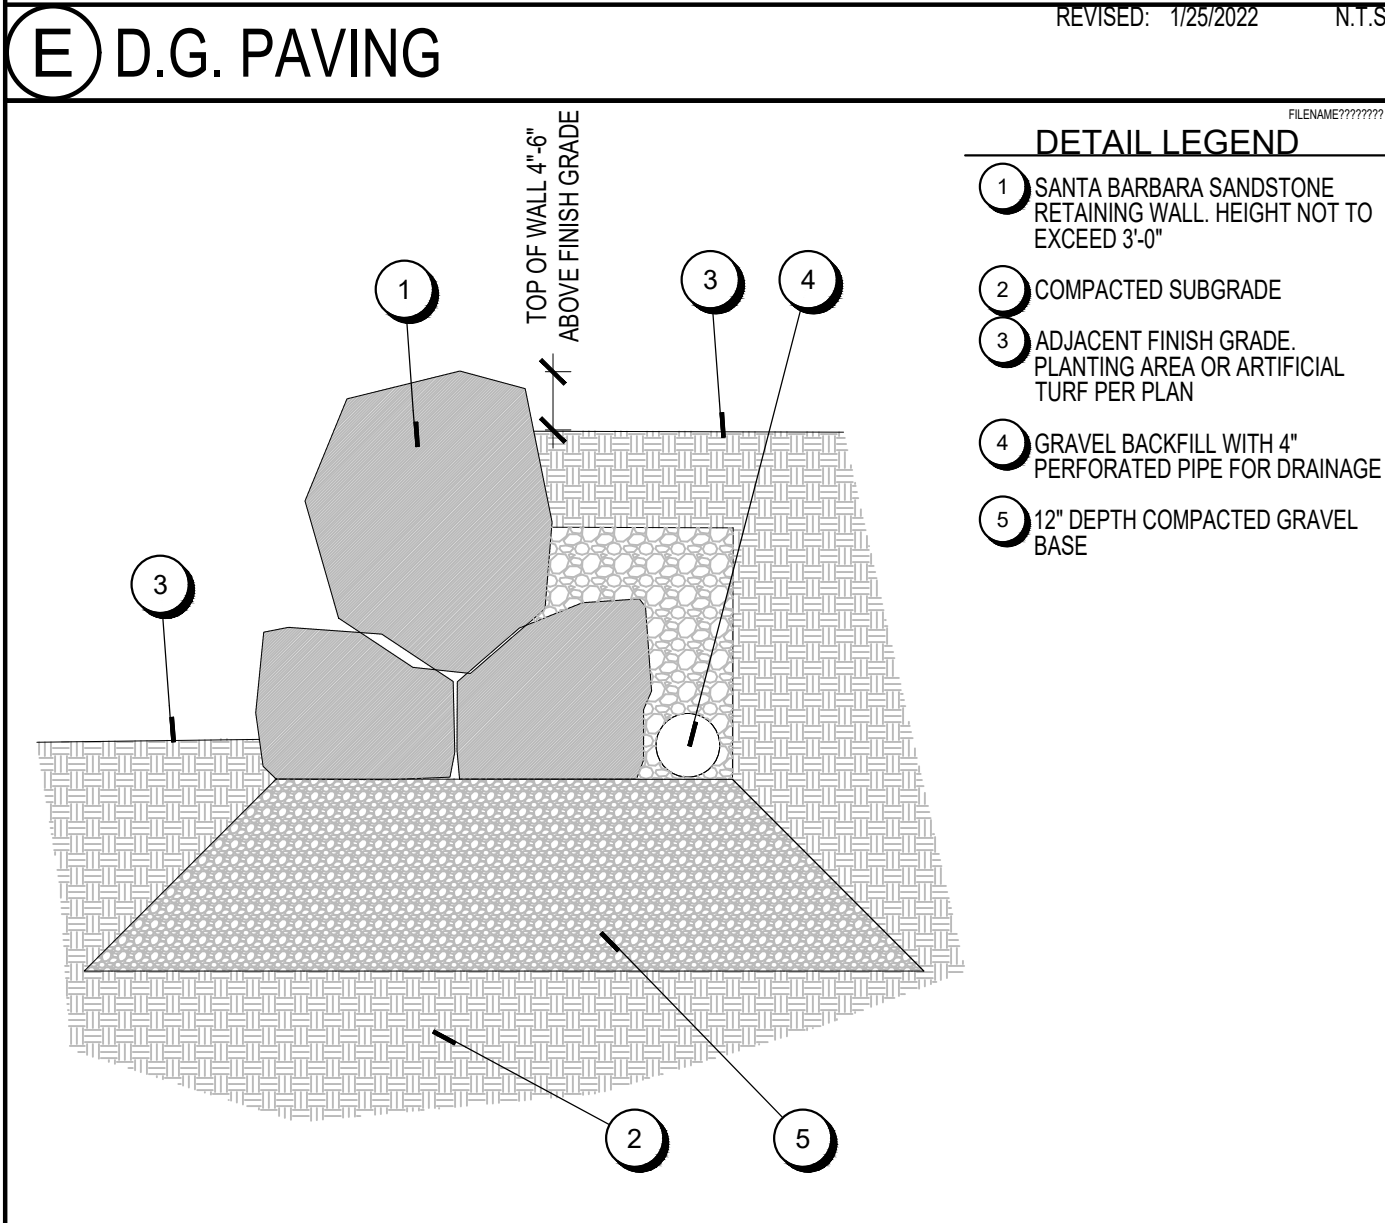 REVISED: 1/25/2022 N.T.S
E D.G. PAVING
FILENAME????????
DETAIL LEGEND
1 SANTA BARBARA SANDSTONE
RETAINING WALL. HEIGHT NOT TO
EXCEED 3'-0"
2 COMPACTED SUBGRADE
3 ADJACENT FINISH GRADE.
PLANTING AREA OR ARTIFICIAL
TURF PER PLAN
4 GRAVEL BACKFILL WITH 4"
PERFORATED PIPE FOR DRAINAGE
5 12" DEPTH COMPACTED GRAVEL
BASE
TOP OF WALL 4"-6"
ABOVE FINISH GRADE
1
3
4
3
2
5